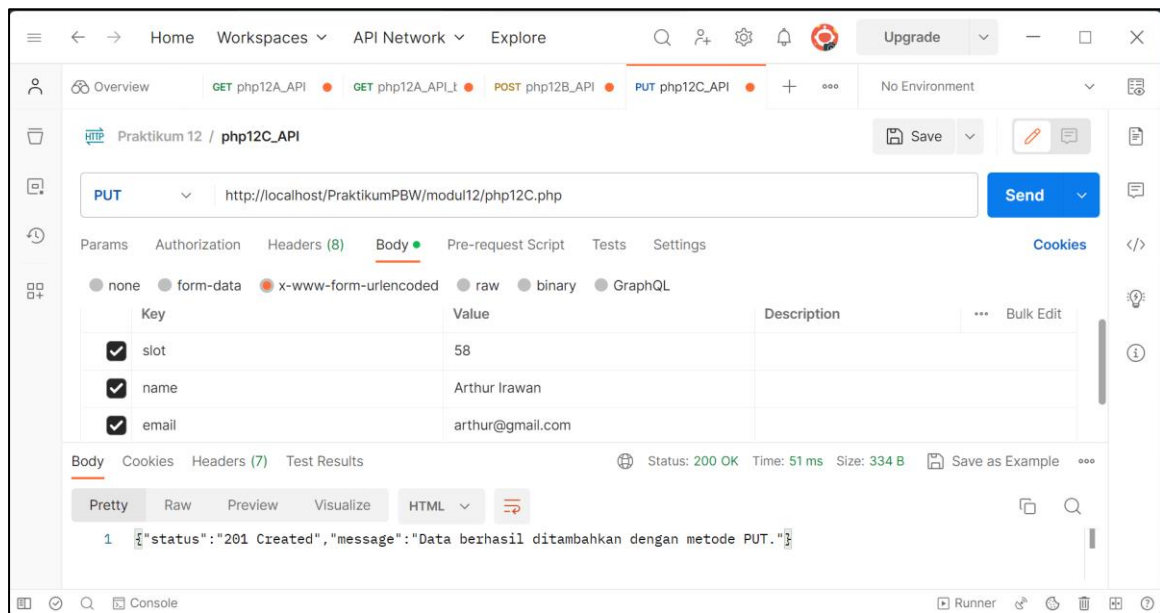 Home Workspaces API Network Explore Upgrade
Overview GET php12A_API GET php12A_API_t POST php12B_API PUT php12C_API No Environment
HTTP Praktikum 12 / php12C_API Save
PUT http://localhost/PraktikumPBW/modul12/php12C.php Send
Params Authorization Headers (8) Body Pre-request Script Tests Settings Cookies
none form-data x-www-form-urlencoded raw binary GraphQL
Key Value Description Bulk Edit
slot 58
name Arthur Irawan
email arthur@gmail.com
Body Cookies Headers (7) Test Results Status: 200 OK Time: 51 ms Size: 334 B Save as Example
Pretty Raw Preview Visualize HTML
1 {"status":"201 Created","message":"Data berhasil ditambahkan dengan metode PUT."}
Console Runner